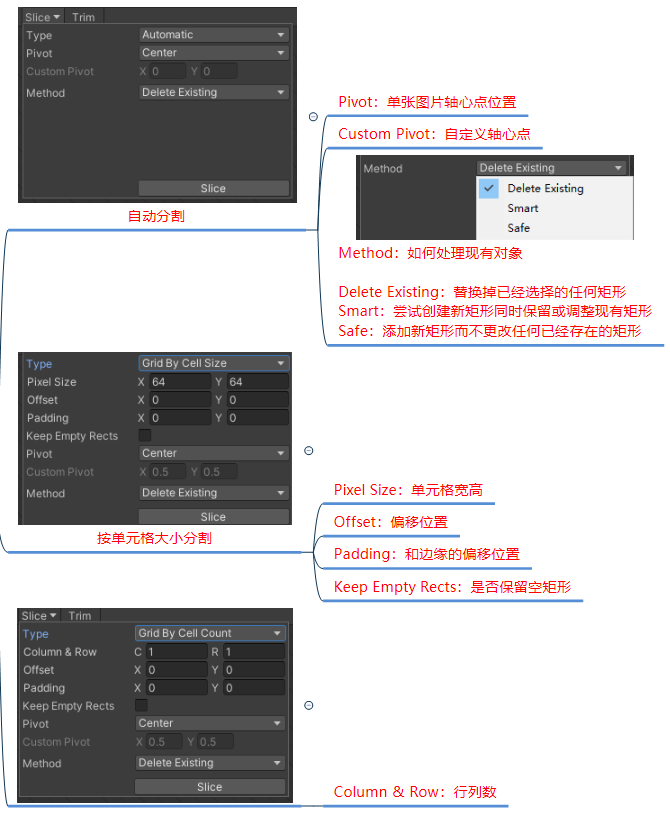 Slice Trim
Type Automatic
Pivot Center
Custom Pivot X 0 Y 0
Method Delete Existing
Slice
自动分割
Pivot：单张图片轴心点位置
Custom Pivot：自定义轴心点
Method Delete Existing
Delete Existing
Smart
Safe
Method：如何处理现有对象
Delete Existing：替换掉已经选择的任何矩形
Smart：尝试创建新矩形同时保留或调整现有矩形
Safe：添加新矩形而不更改任何已经存在的矩形
Type Grid By Cell Size
Pixel Size X 64 Y 64
Offset X 0 Y 0
Padding X 0 Y 0
Keep Empty Rects
Pivot Center
Custom Pivot X 0.5 Y 0.5
Method Delete Existing
Slice
按单元格大小分割
Pixel Size：单元格宽高
Offset：偏移位置
Padding：和边缘的偏移位置
Keep Empty Rects：是否保留空矩形
Slice Trim
Type Grid By Cell Count
Column & Row C 1 R 1
Offset X 0 Y 0
Padding X 0 Y 0
Keep Empty Rects
Pivot Center
Custom Pivot X 0.5 Y 0.5
Method Delete Existing
Slice
Column & Row：行列数